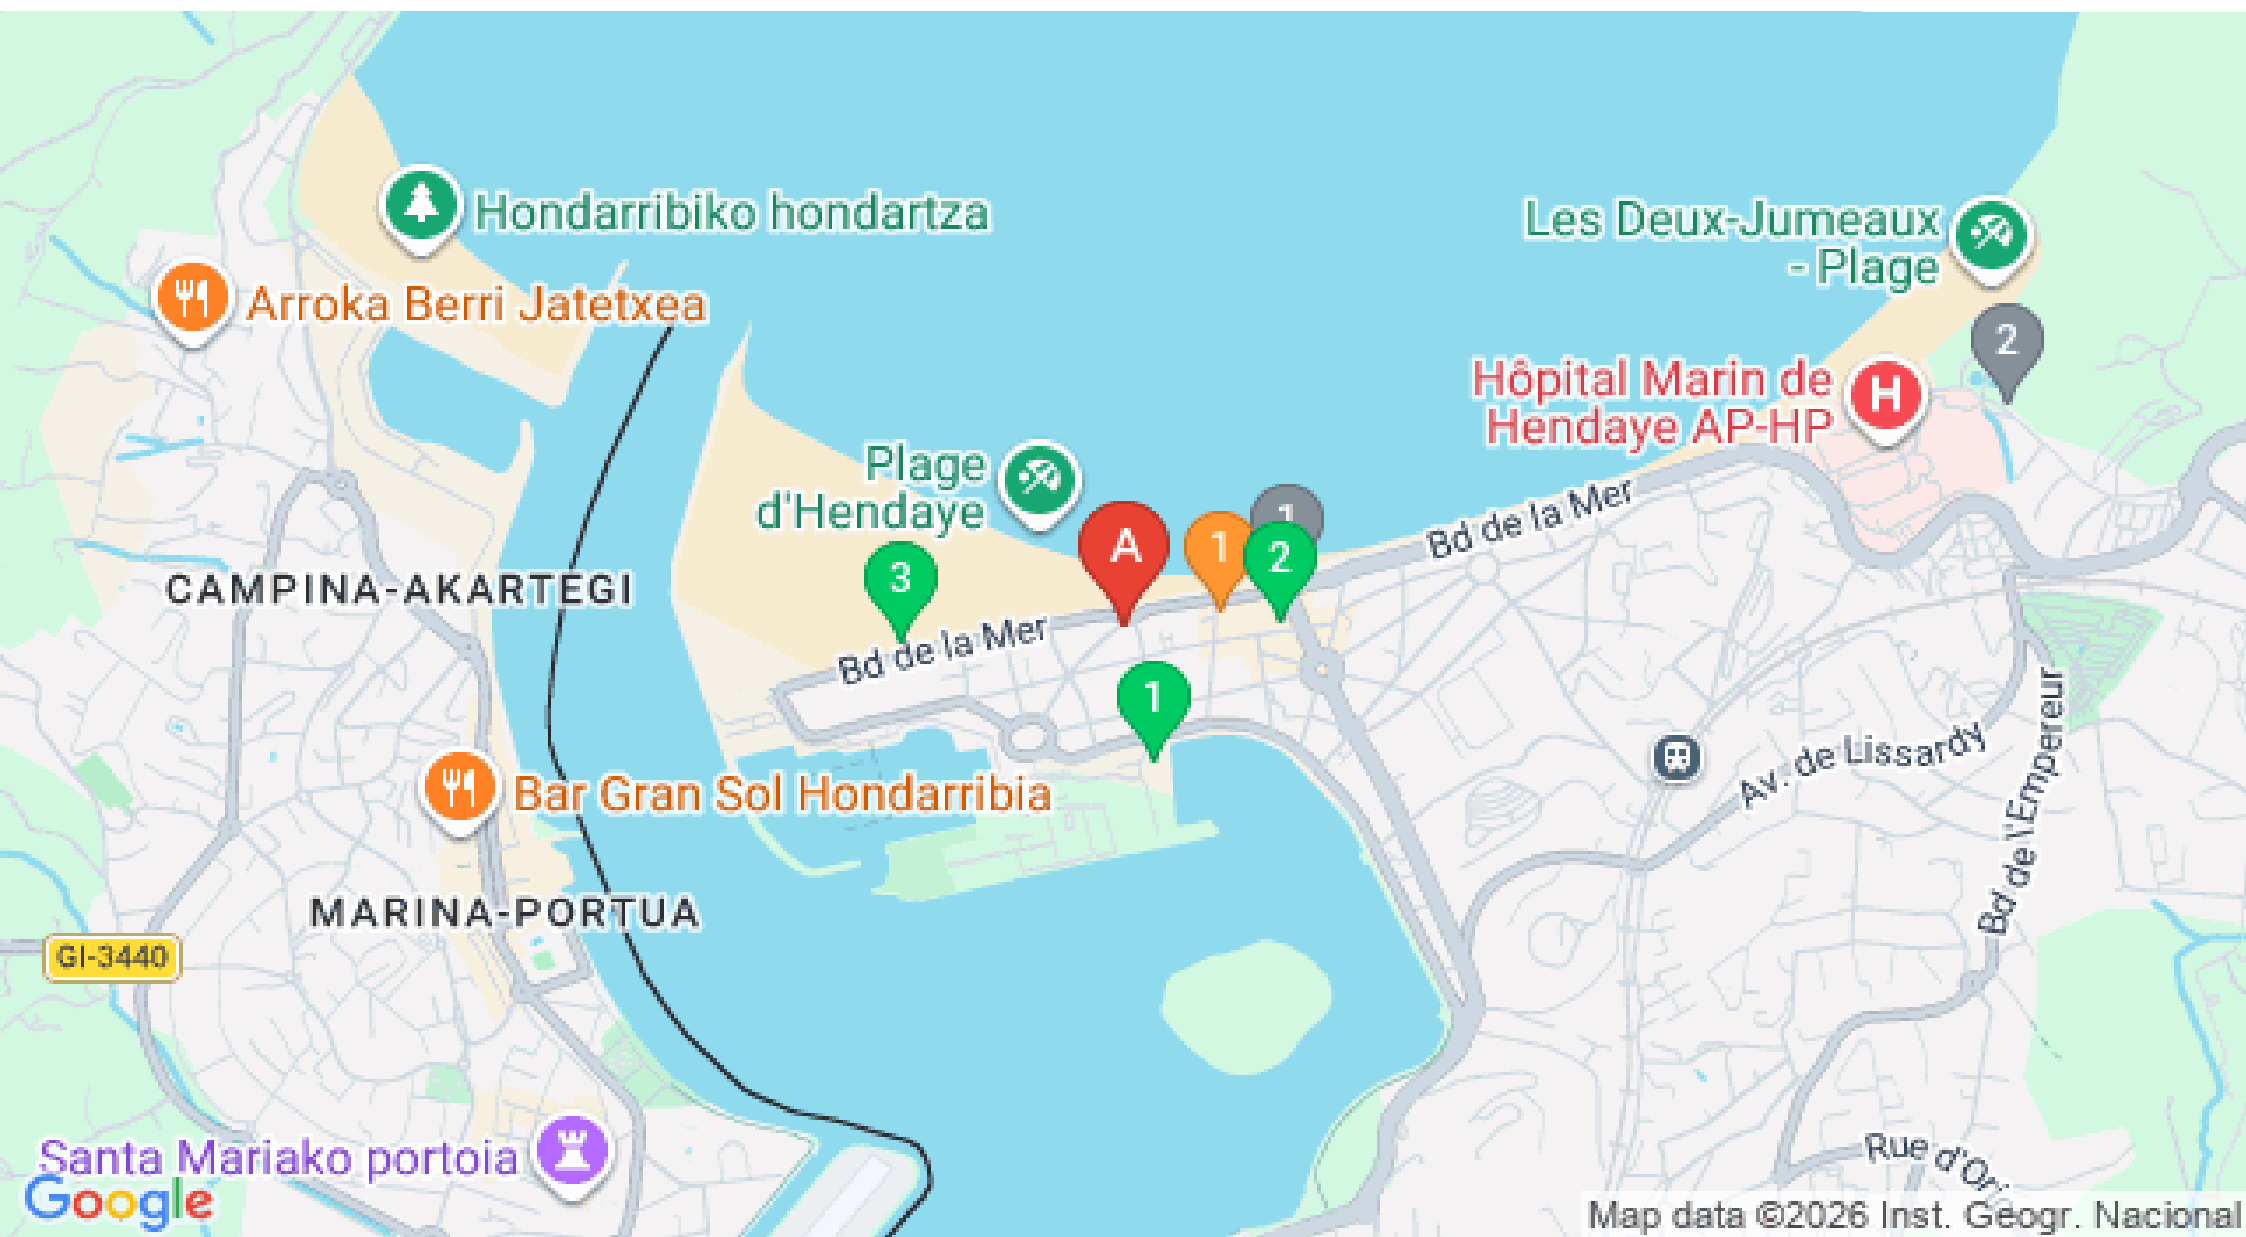 Hondarribiko hondartza
Les Deux-Jumeaux
- Plage
Arroka Berri Jatetxea
2
Hôpital Marin de
Hendaye AP-HP
H
Plage
d'Hendaye
Bd de la Mer
A
1
1
2
3
CAMPINA-AKARTEGI
Bd de la Mer
1
Bd de l'Empereur
Av. de Lissardy
Bar Gran Sol Hondarribia
MARINA-PORTUA
GI-3440
Santa Mariako portoia
Rue d'Ori
Google
Map data ©2026 Inst. Geogr. Nacional